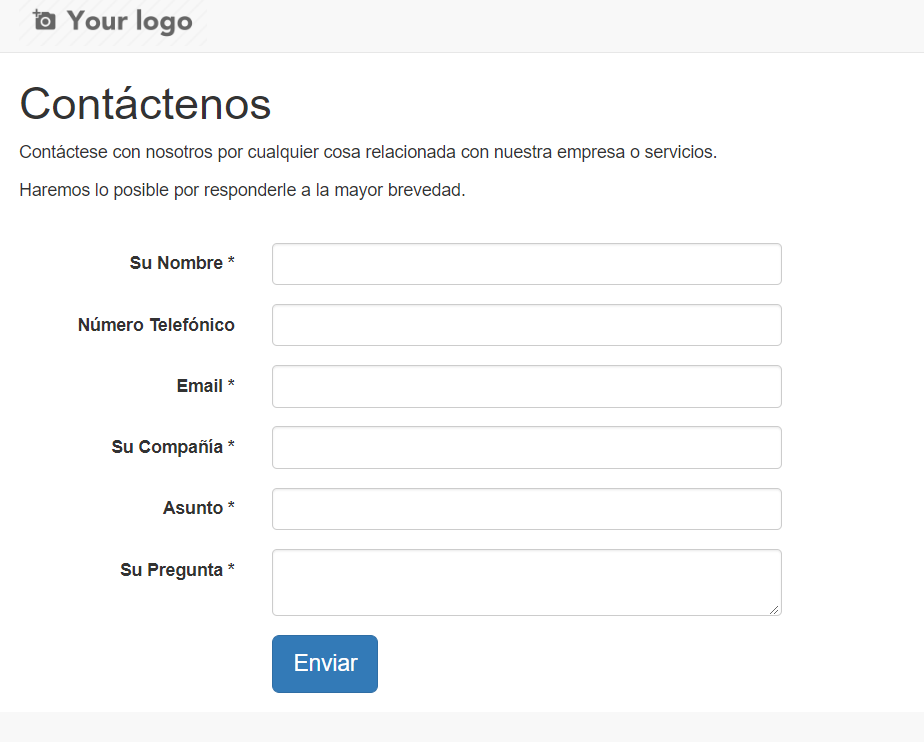 Your logo
Contáctenos
Contáctese con nosotros por cualquier cosa relacionada con nuestra empresa o servicios.
Haremos lo posible por responderle a la mayor brevedad.
Su Nombre *
Número Telefónico
Email *
Su Compañía *
Asunto *
Su Pregunta *
Enviar